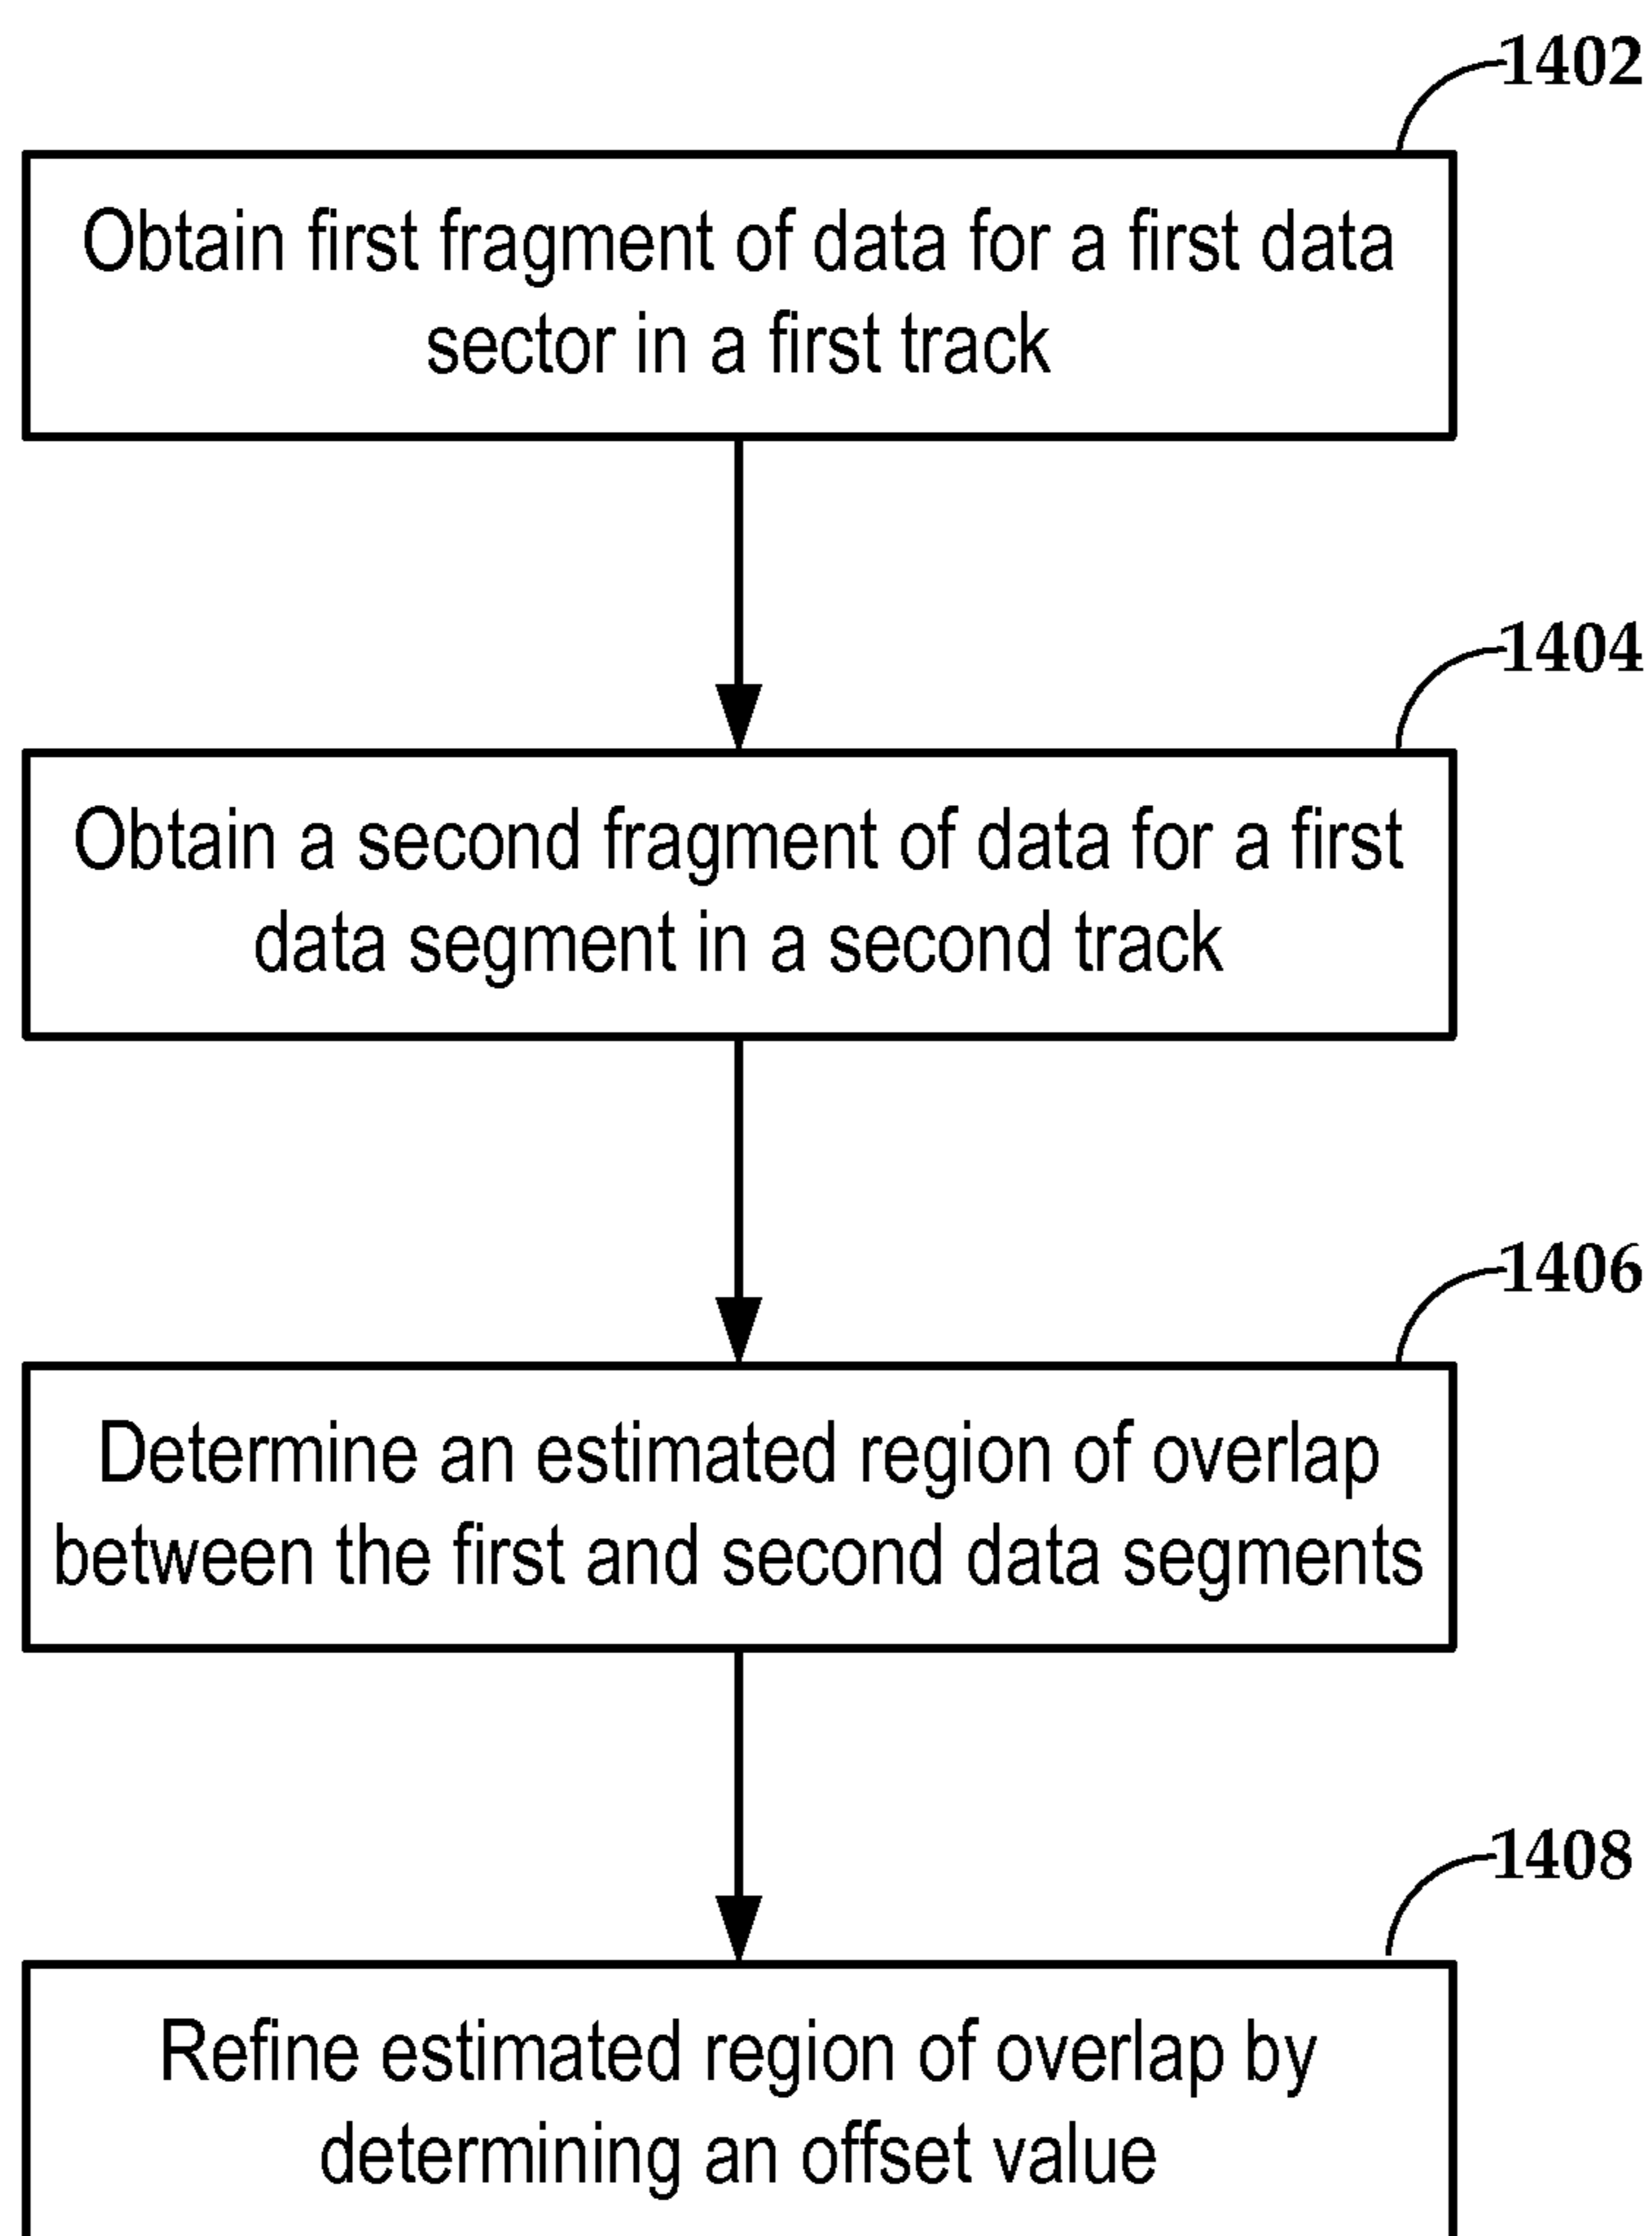 1402
Obtain first fragment of data for a first data
sector in a first track
1404
Obtain a second fragment of data for a first
data segment in a second track
1406
Determine an estimated region of overlap
between the first and second data segments
1408
Refine estimated region of overlap by
determining an offset value